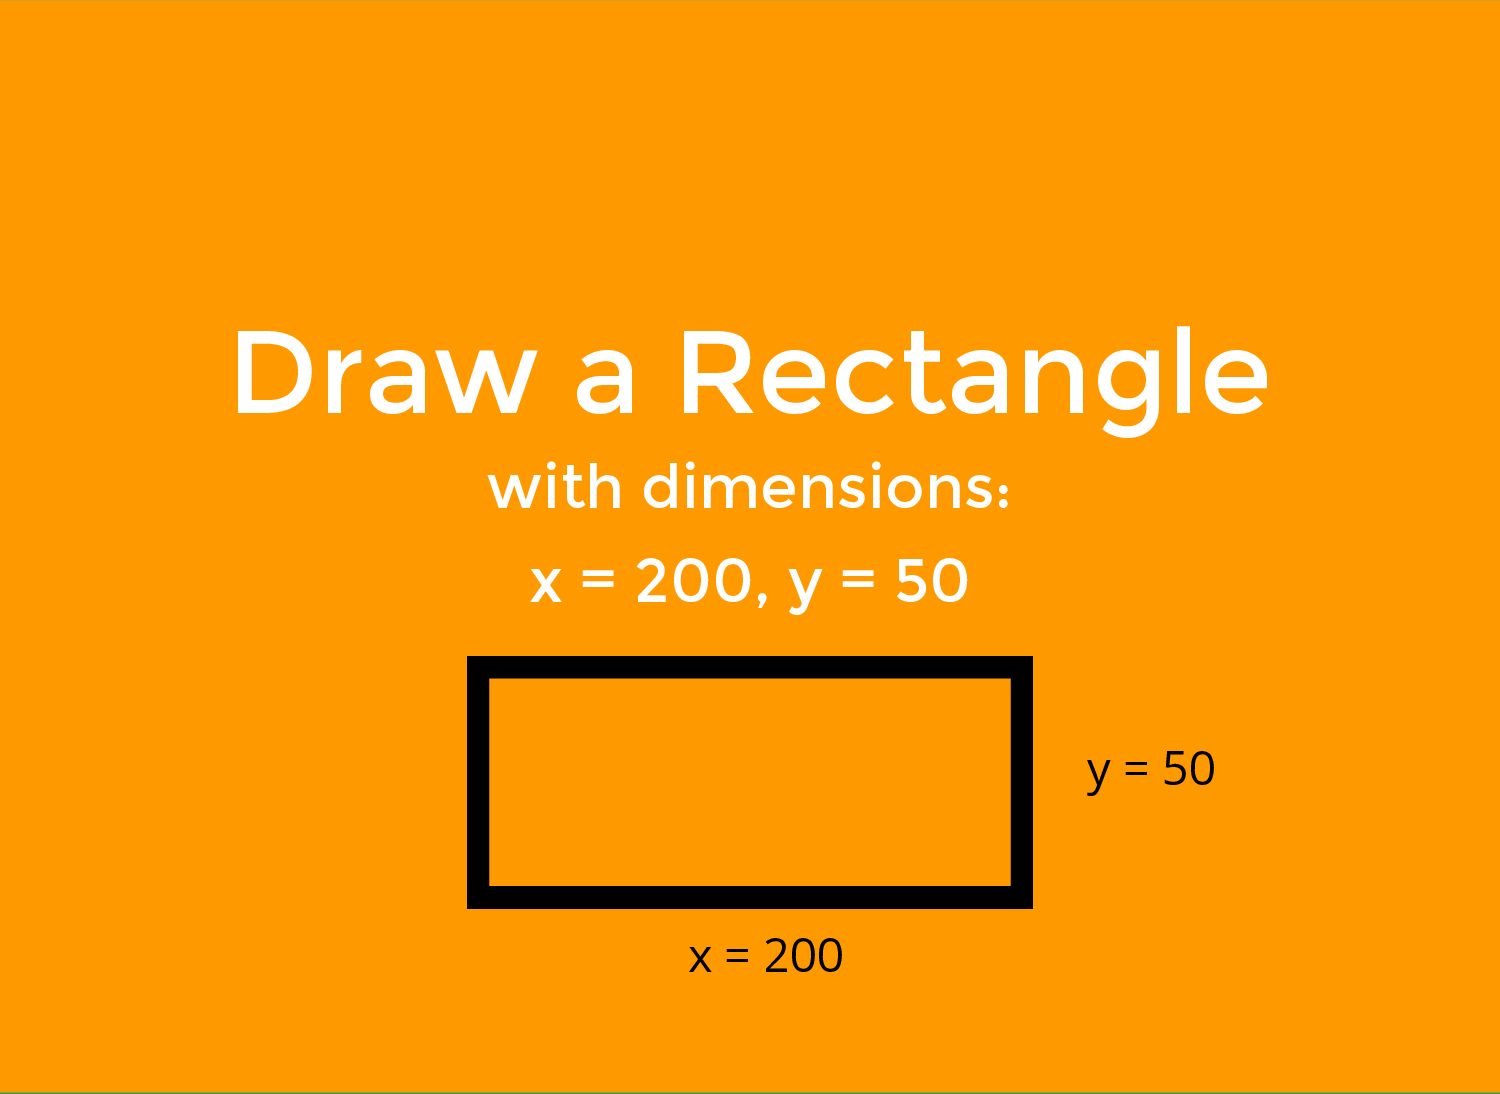 Draw a Rectangle
with dimensions:
x = 200, y = 50
y = 50
x = 200